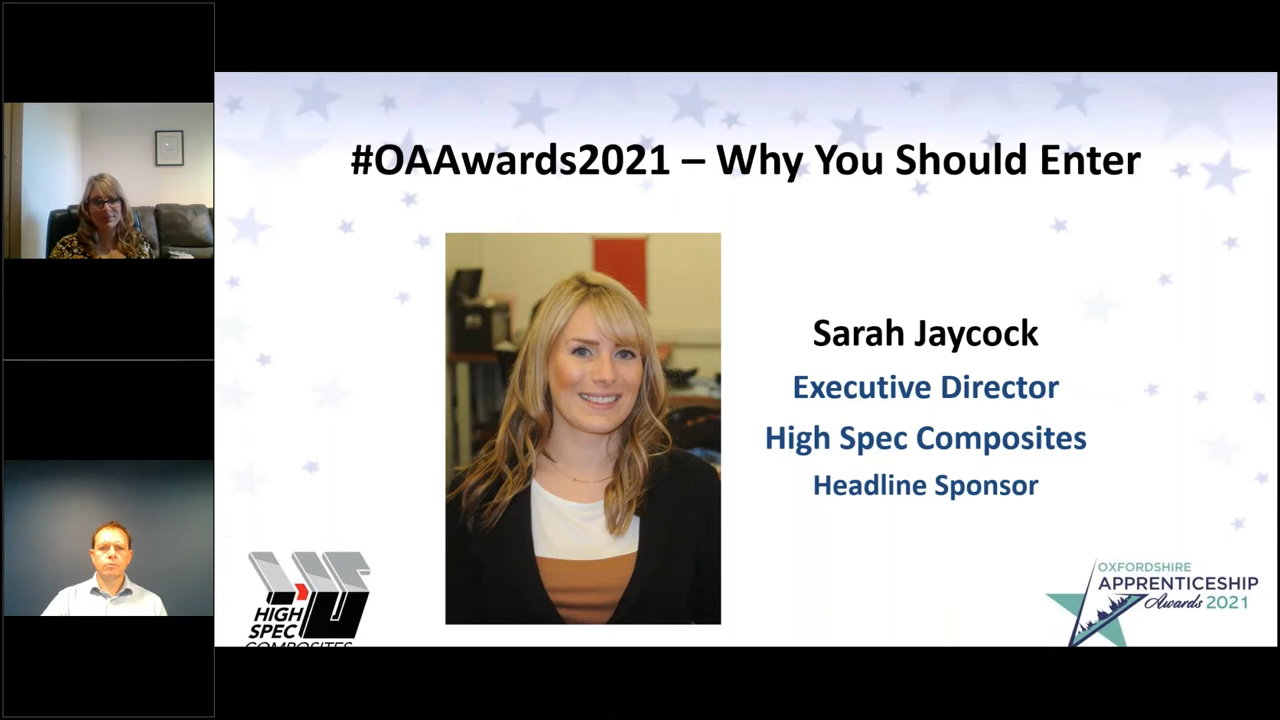 #OAAwards2021 – Why You Should Enter
Sarah Jaycock
Executive Director
High Spec Composites
Headline Sponsor
HIGH
SPEC
COMPOSITES
OXFORDSHIRE
APPRENTICESHIP
Awards 2021